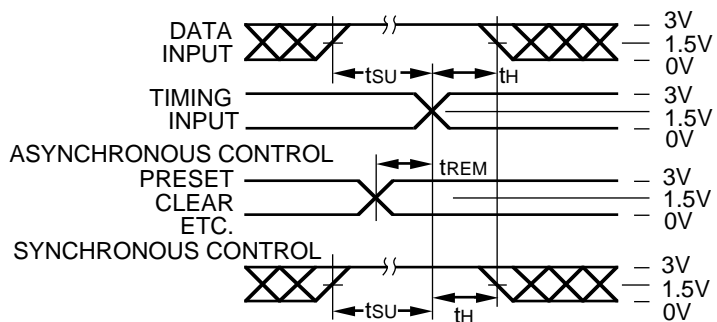 DATA
INPUT
3V
1.5V
0V
tSU
tH
TIMING
INPUT
3V
1.5V
0V
ASYNCHRONOUS CONTROL
tREM
PRESET
CLEAR
ETC.
3V
1.5V
0V
SYNCHRONOUS CONTROL
3V
1.5V
0V
tSU
tH